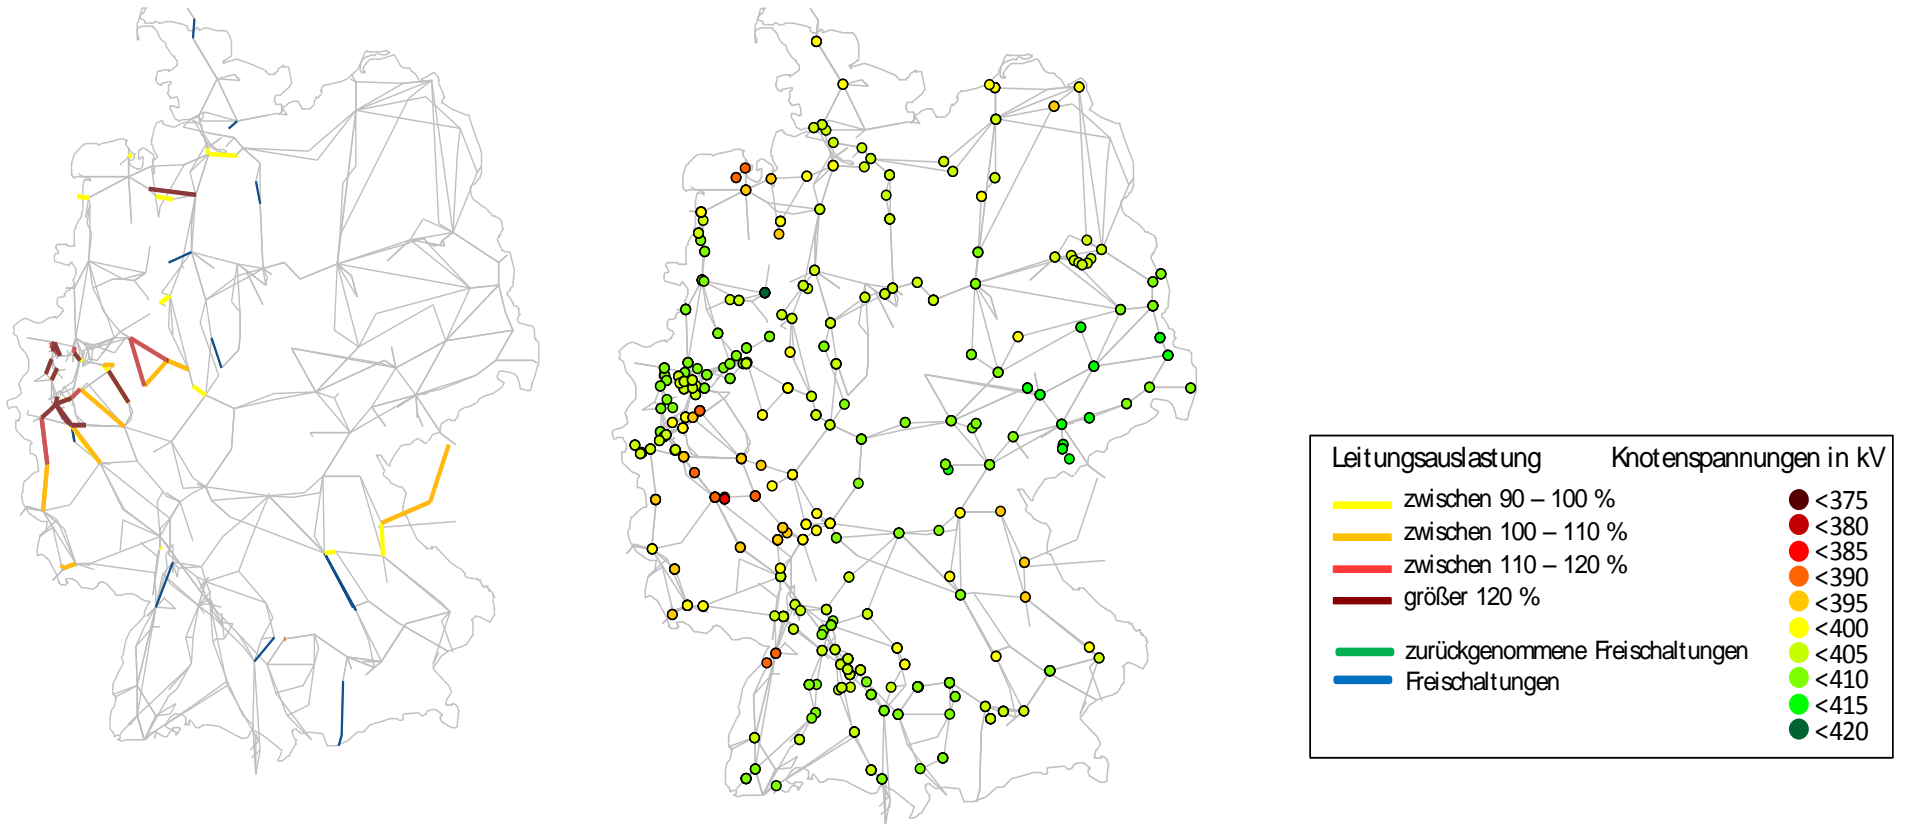 Leitungsauslastung
Knotenspannungen in kV
zwischen 90 – 100 %
zwischen 100 – 110 %
zwischen 110 – 120 %
größer 120 %
zurückgenommene Freischaltungen
Freischaltungen
<375
<380
<385
<390
<395
<400
<405
<410
<415
<420